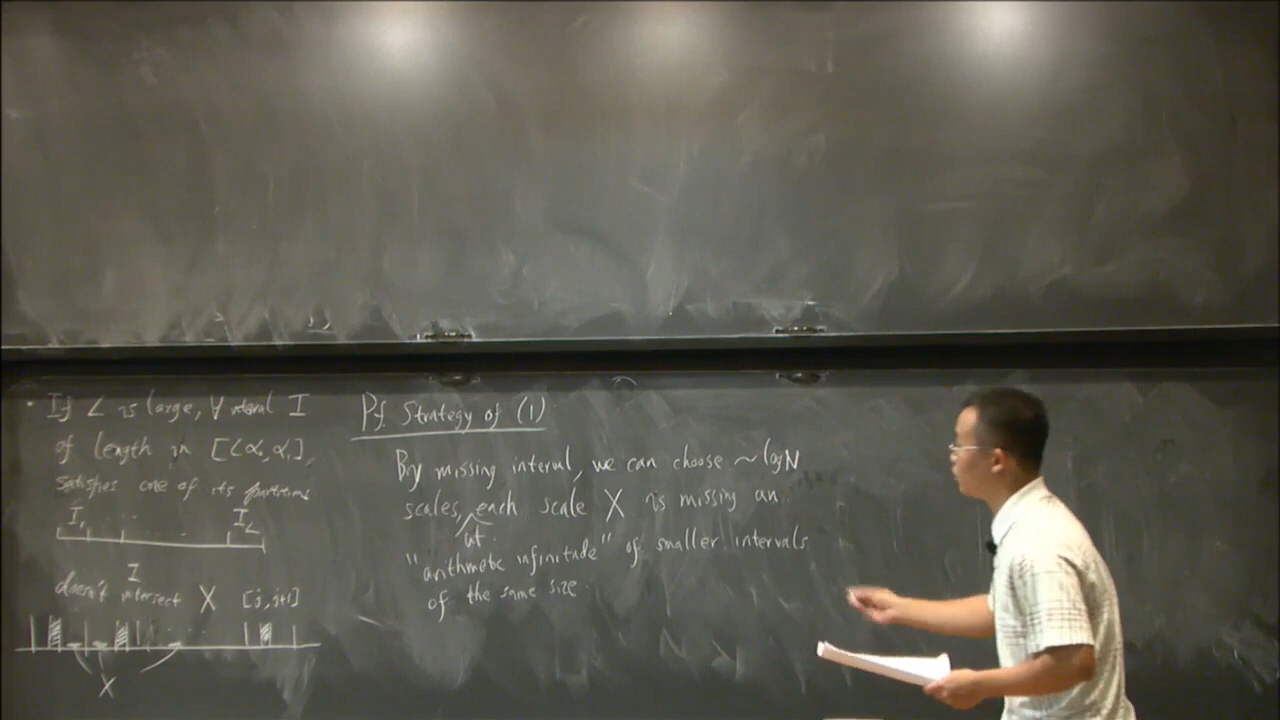 • If L is large, ∀ interval I
of length in [Lα₀, α₁],
satisfies one of its partitions
I₁ I_L
I
doesn't intersect X [j, j+1]
X
Pf. Strategy of (1)
By missing interval, we can choose ~ log N
scales, at each scale X is missing an
"arithmetic infinitude" of smaller intervals
of the same size.